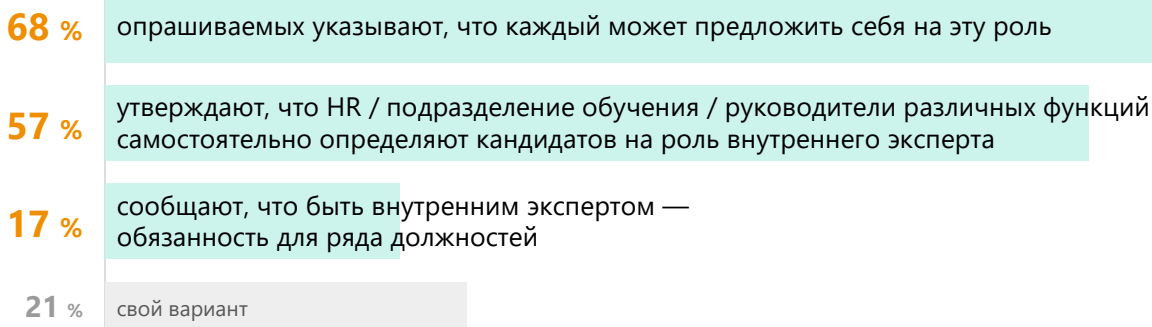 68 % опрашиваемых указывают, что каждый может предложить себя на эту роль
57 % утверждают, что HR / подразделение обучения / руководители различных функций
самостоятельно определяют кандидатов на роль внутреннего эксперта
17 % сообщают, что быть внутренним экспертом —
обязанность для ряда должностей
21 % свой вариант